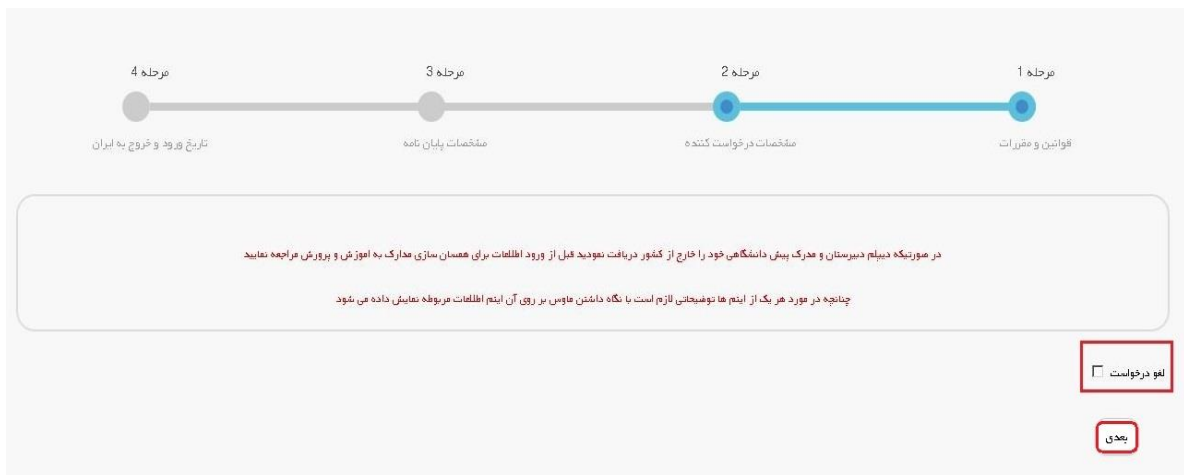 مرحله 1 مرحله 2 مرحله 3 مرحله 4
قوانین و مقررات مشخصات درخواست کننده مشخصات پایان نامه تاریخ ورود و خروج به ایران
در صورتیکه دیپلم دبیرستان و مدرک پیش دانشگاهی خود را خارج از کشور دریافت نمودید قبل از ورود اطلاعات برای همسان سازی مدارک به اموزش و پرورش مراجعه نمایید
چنانچه در مورد هر یک از ایتم ها توضیحاتی لازم است با نگاه داشتن ماوس بر روی آن ایتم اطلاعات مربوطه نمایش داده می شود
لغو درخواست
بعدی